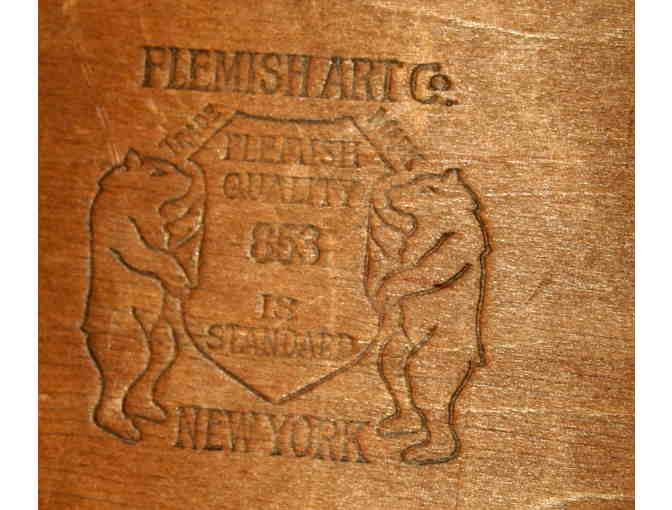 FLEMISH ART Co.
TRADE MARK
FLEMISH
QUALITY
853
IS
STANDARD
NEW YORK